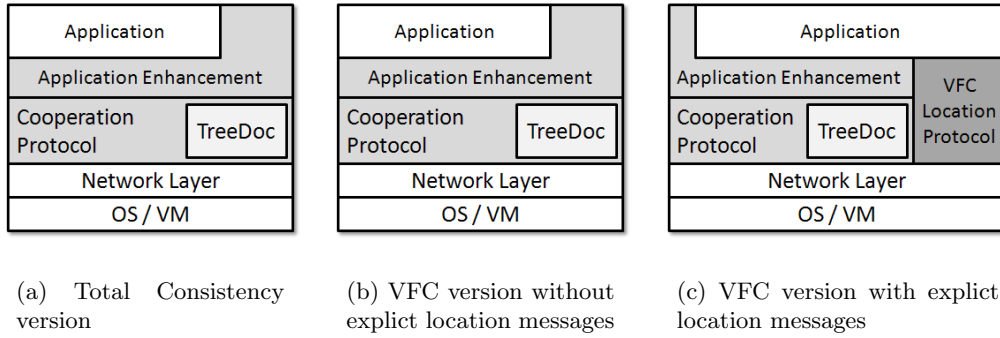 Application
Application Enhancement
Cooperation
Protocol
TreeDoc
Network Layer
OS / VM
(a) Total Consistency
version
Application
Application Enhancement
Cooperation
Protocol
TreeDoc
Network Layer
OS / VM
(b) VFC version without
explict location messages
Application
Application Enhancement
Cooperation
Protocol
TreeDoc
VFC
Location
Protocol
Network Layer
OS / VM
(c) VFC version with explict
location messages